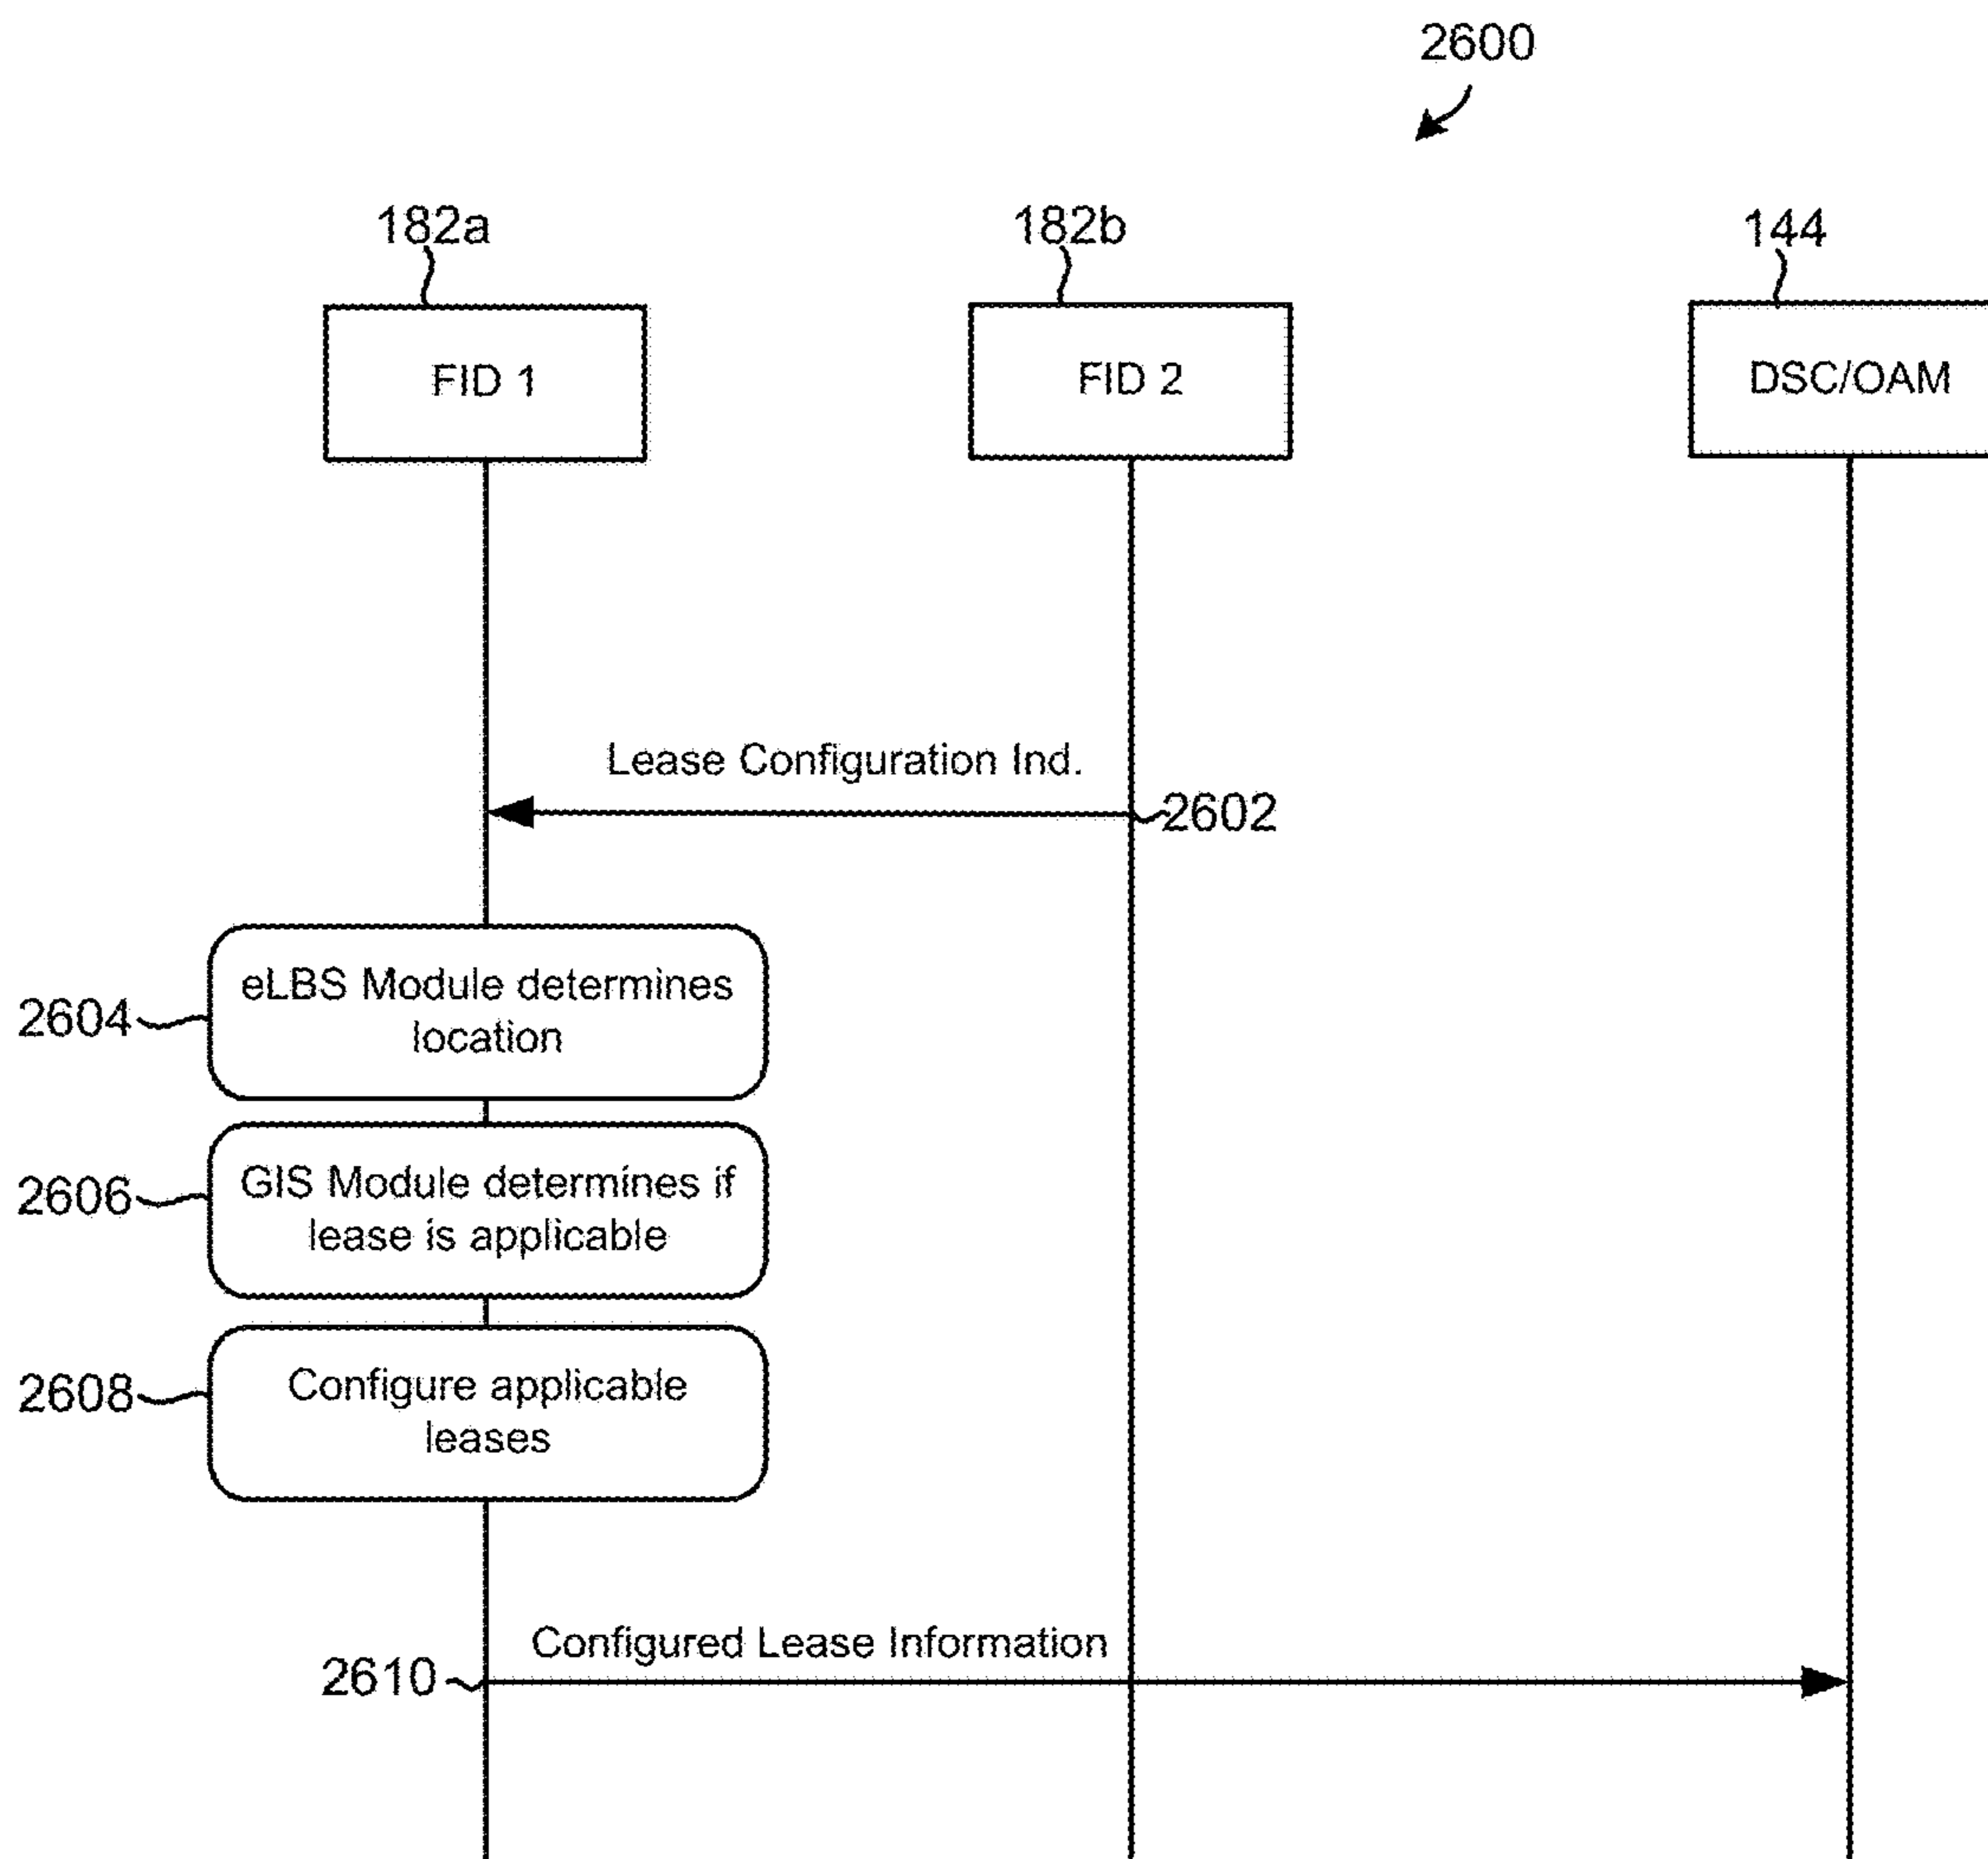 2600
182a
182b
144
FID 1
FID 2
DSC/OAM
Lease Configuration Ind.
2602
eLBS Module determines
location
2604
GIS Module determines if
lease is applicable
2606
Configure applicable
leases
2608
Configured Lease Information
2610